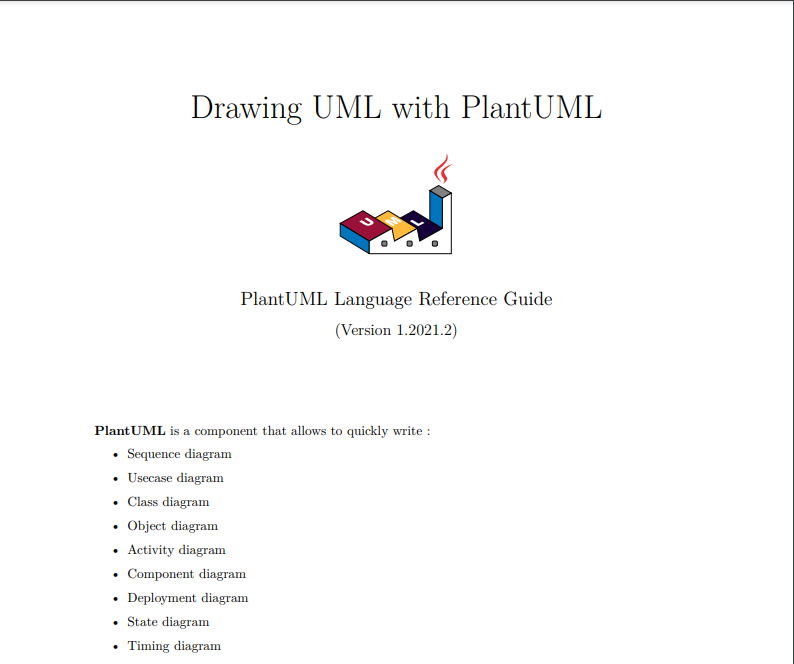 Drawing UML with PlantUML
U M L
PlantUML Language Reference Guide
(Version 1.2021.2)
PlantUML is a component that allows to quickly write :
• Sequence diagram
• Usecase diagram
• Class diagram
• Object diagram
• Activity diagram
• Component diagram
• Deployment diagram
• State diagram
• Timing diagram